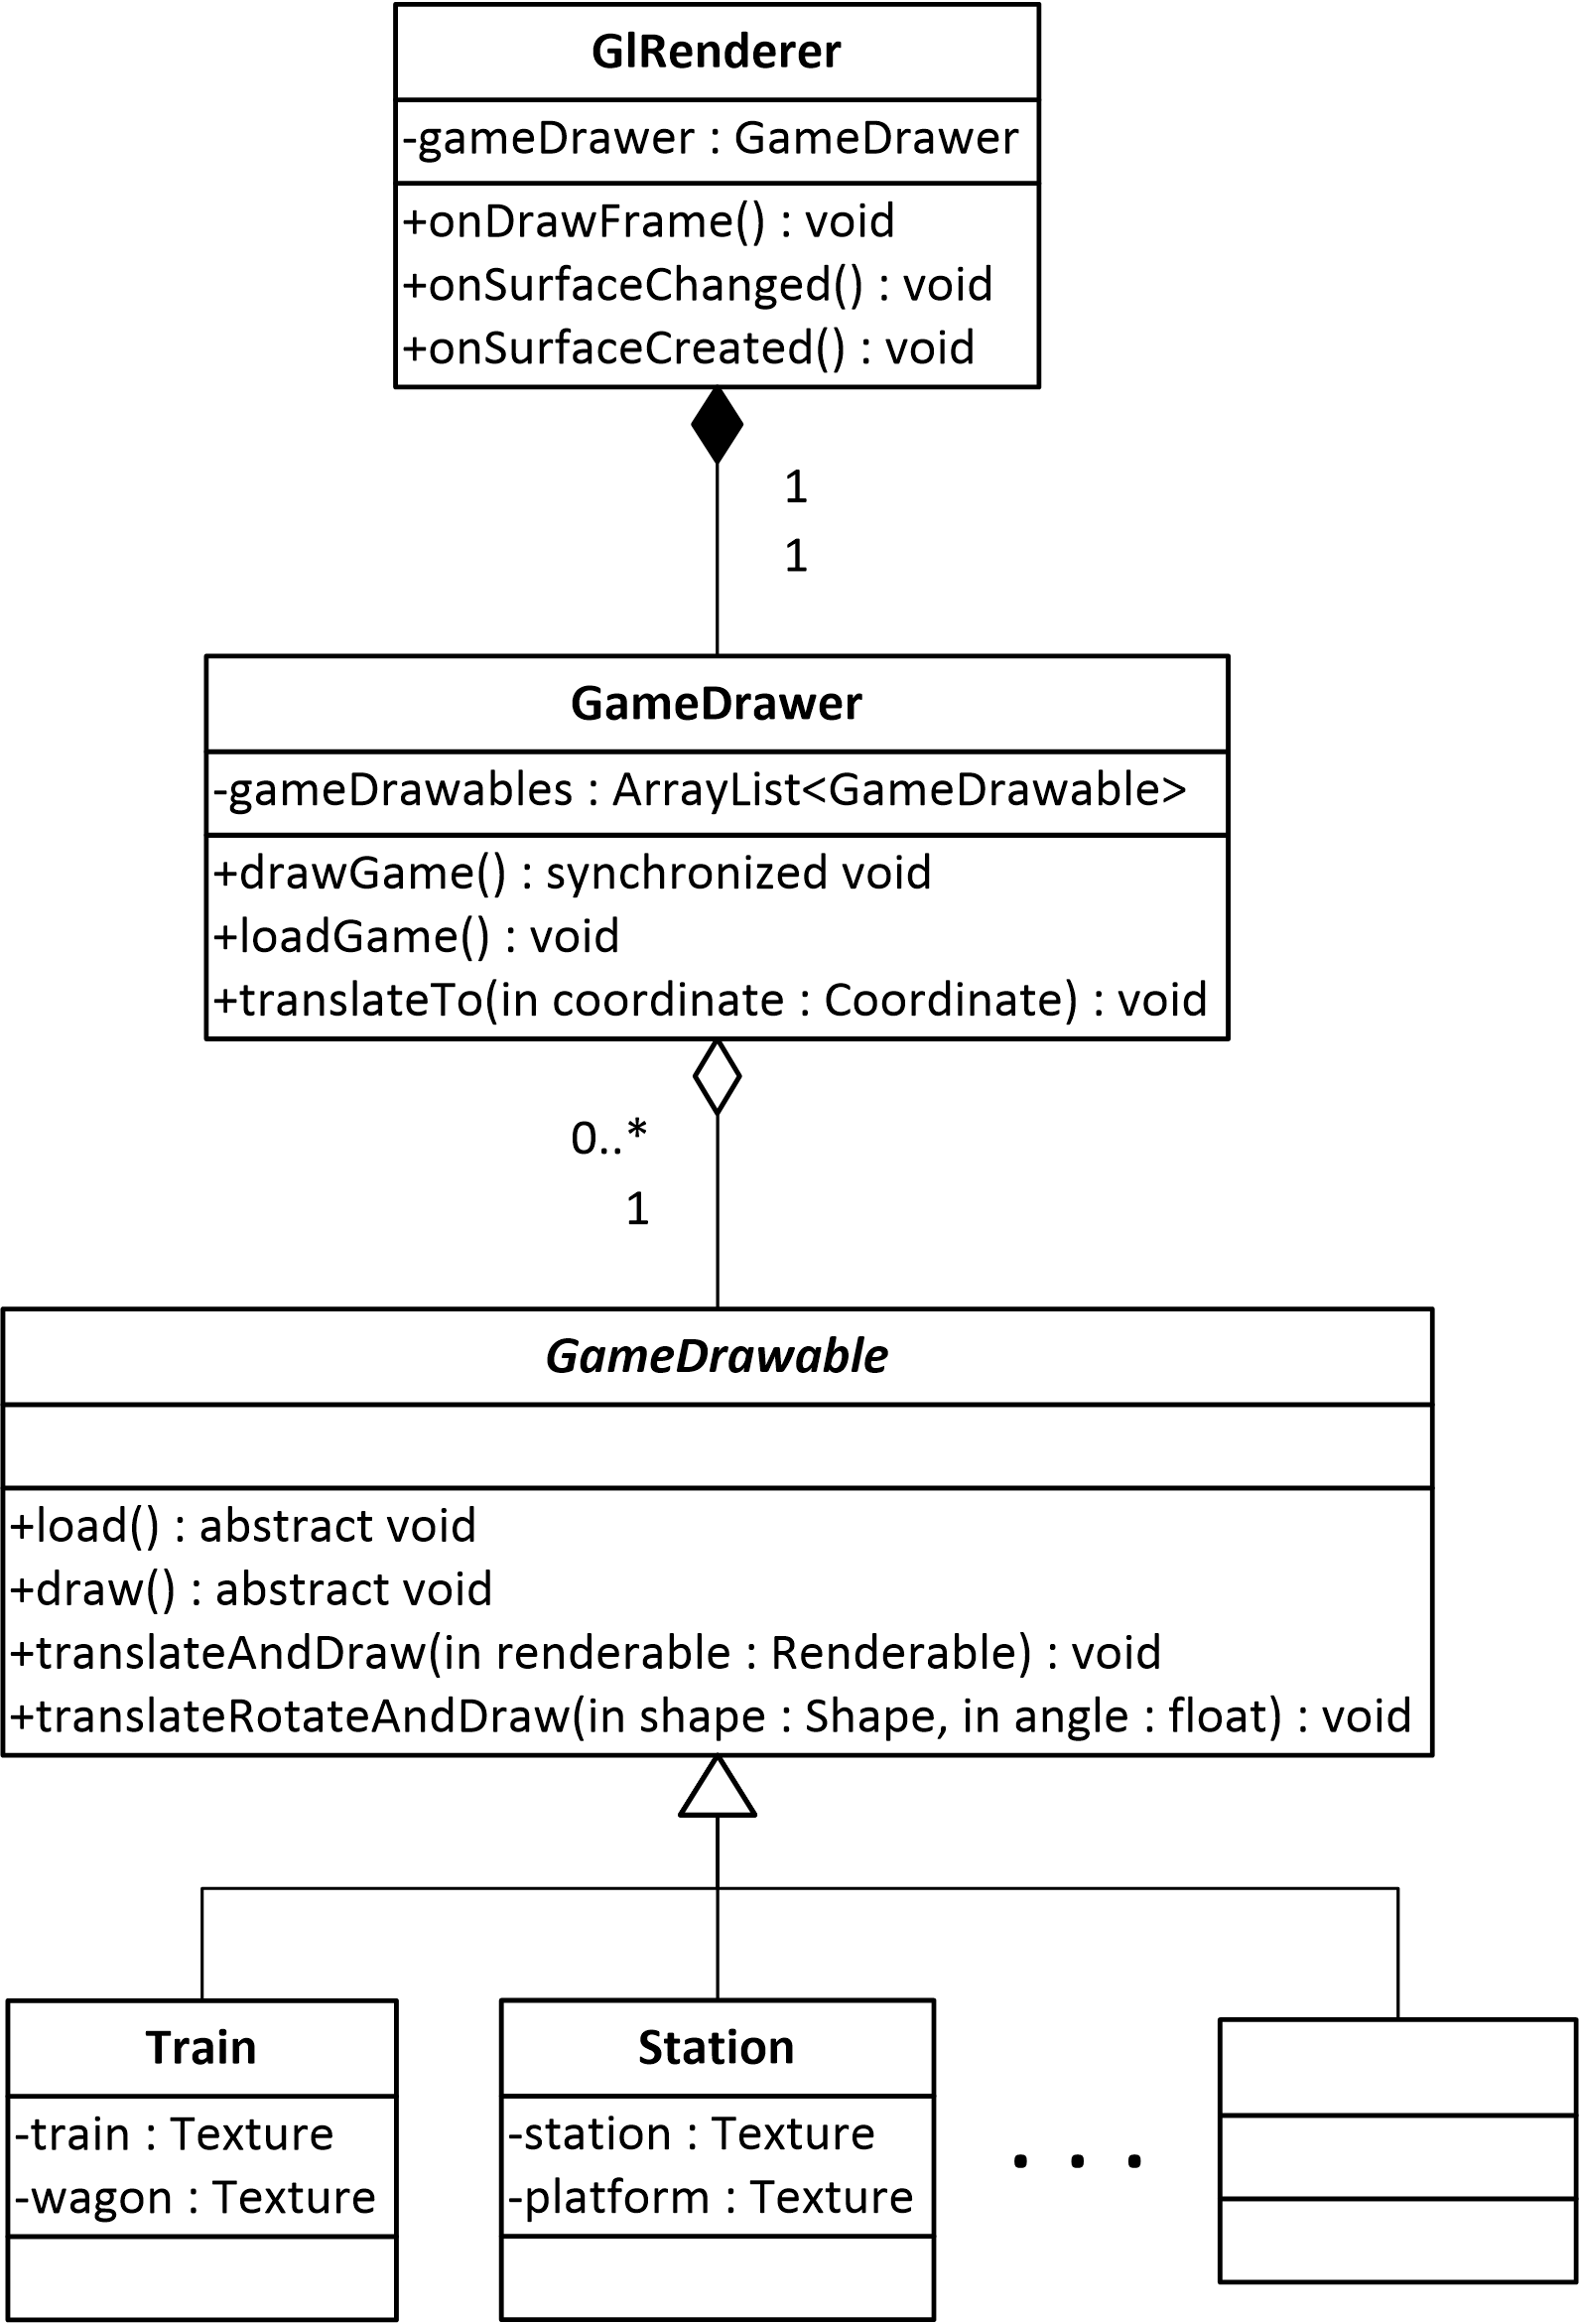 GlRenderer
-gameDrawer : GameDrawer
+onDrawFrame() : void
+onSurfaceChanged() : void
+onSurfaceCreated() : void
1
1
GameDrawer
-gameDrawables : ArrayList<GameDrawable>
+drawGame() : synchronized void
+loadGame() : void
+translateTo(in coordinate : Coordinate) : void
0..*
1
GameDrawable
+load() : abstract void
+draw() : abstract void
+translateAndDraw(in renderable : Renderable) : void
+translateRotateAndDraw(in shape : Shape, in angle : float) : void
Train
-train : Texture
-wagon : Texture
Station
-station : Texture
-platform : Texture
. . .